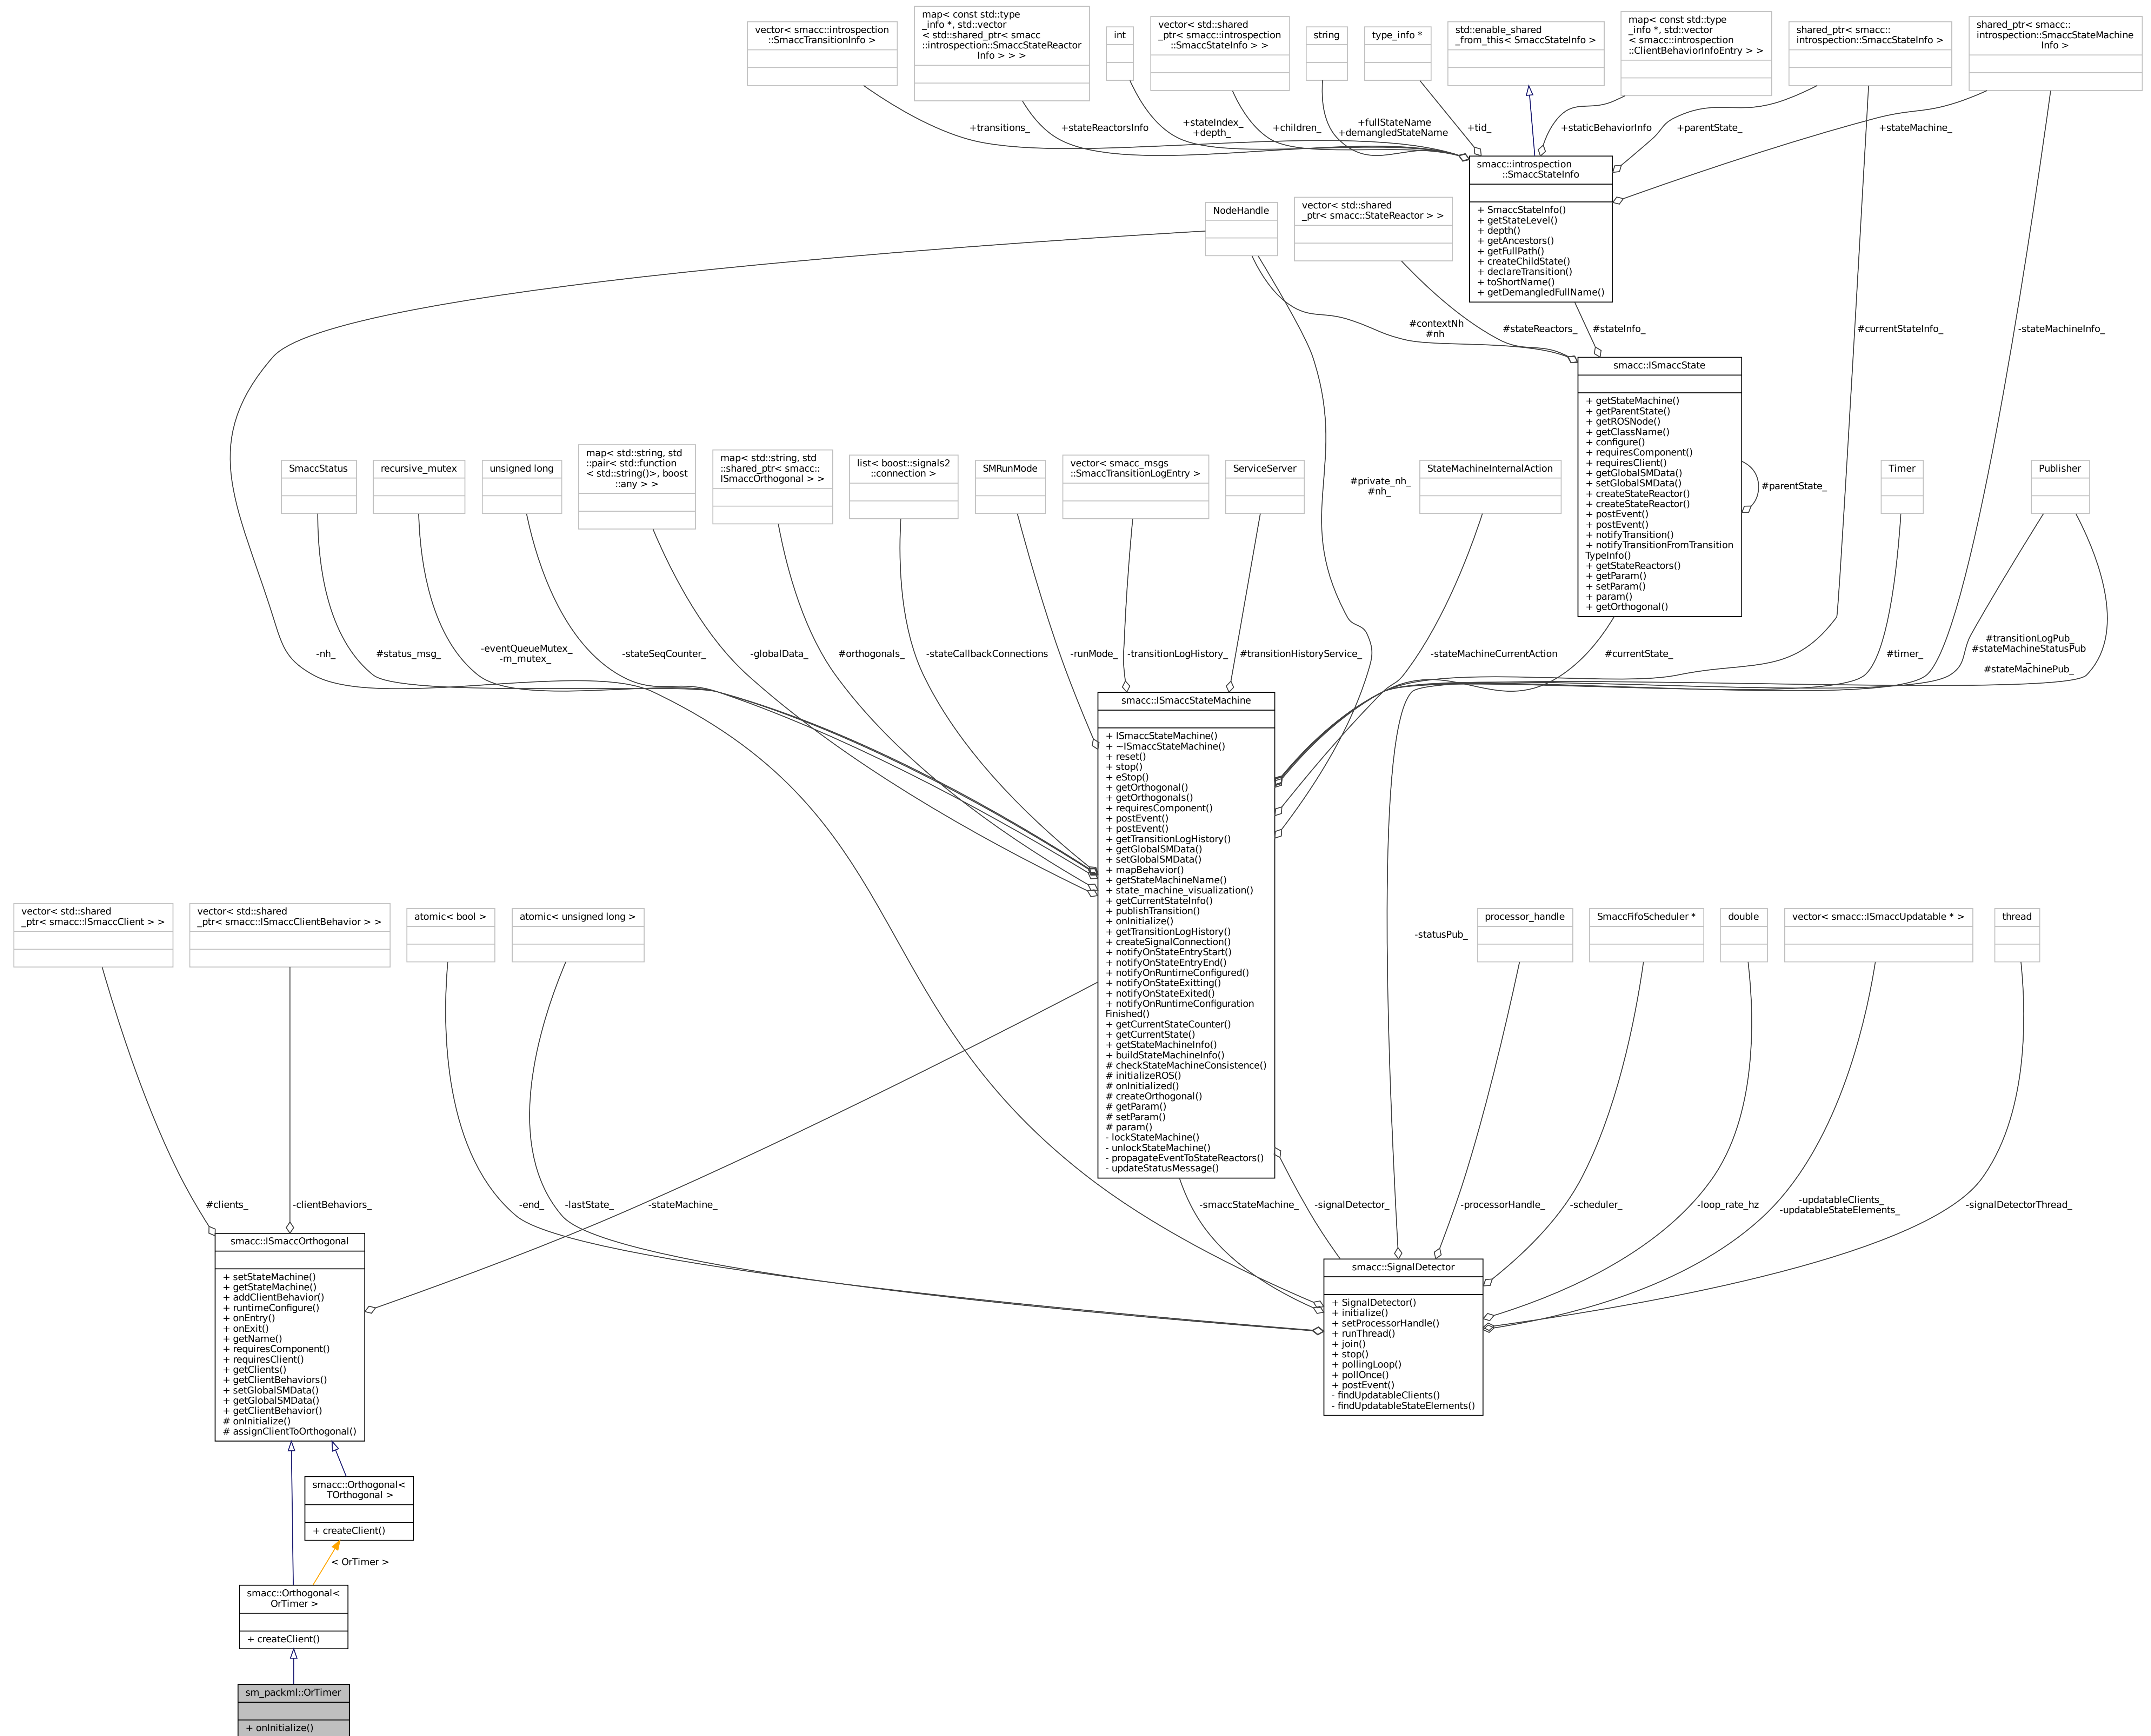 vector< smacc::introspection
::SmaccTransitionInfo >
map< const std::type
_info *, std::vector
< std::shared_ptr< smacc
::introspection::SmaccStateReactor
Info > > >
int
vector< std::shared
_ptr< smacc::introspection
::SmaccStateInfo > >
string
type_info *
std::enable_shared
_from_this< SmaccStateInfo >
map< const std::type
_info *, std::vector
< smacc::introspection
::ClientBehaviorInfoEntry > >
shared_ptr< smacc::
introspection::SmaccStateInfo >
shared_ptr< smacc::
introspection::SmaccStateMachine
Info >
+transitions_
+stateReactorsInfo
+stateIndex_
+depth_
+children_
+fullStateName
+demangledStateName
+tid_
+staticBehaviorInfo
+parentState_
+stateMachine_
smacc::introspection
::SmaccStateInfo
+ SmaccStateInfo()
+ getStateLevel()
+ depth()
+ getAncestors()
+ getFullPath()
+ createChildState()
+ declareTransition()
+ toShortName()
+ getDemangledFullName()
NodeHandle
vector< std::shared
_ptr< smacc::StateReactor > >
#contextNh
#nh
#stateReactors_
#stateInfo_
#currentStateInfo_
-stateMachineInfo_
smacc::ISmaccState
+ getStateMachine()
+ getParentState()
+ getROSNode()
+ getClassName()
+ configure()
+ requiresComponent()
+ requiresClient()
+ getGlobalSMData()
+ setGlobalSMData()
+ createStateReactor()
+ createStateReactor()
+ postEvent()
+ postEvent()
+ notifyTransition()
+ notifyTransitionFromTransition
TypeInfo()
+ getStateReactors()
+ getParam()
+ setParam()
+ param()
+ getOrthogonal()
#parentState_
SmaccStatus
recursive_mutex
unsigned long
map< std::string, std
::pair< std::function
< std::string()>, boost
::any > >
map< std::string, std
::shared_ptr< smacc::
ISmaccOrthogonal > >
list< boost::signals2
::connection >
SMRunMode
vector< smacc_msgs
::SmaccTransitionLogEntry >
ServiceServer
#private_nh_
#nh_
StateMachineInternalAction
Timer
Publisher
-nh_
#status_msg_
-eventQueueMutex_
-m_mutex_
-stateSeqCounter_
-globalData_
#orthogonals_
-stateCallbackConnections
-runMode_
-transitionLogHistory_
#transitionHistoryService_
-stateMachineCurrentAction
#currentState_
#timer_
#transitionLogPub_
#stateMachineStatusPub
_
#stateMachinePub_
smacc::ISmaccStateMachine
+ ISmaccStateMachine()
+ ~ISmaccStateMachine()
+ reset()
+ stop()
+ eStop()
+ getOrthogonal()
+ getOrthogonals()
+ requiresComponent()
+ postEvent()
+ postEvent()
+ getTransitionLogHistory()
+ getGlobalSMData()
+ setGlobalSMData()
+ mapBehavior()
+ getStateMachineName()
+ state_machine_visualization()
+ getCurrentStateInfo()
+ publishTransition()
+ onInitialize()
+ getTransitionLogHistory()
+ createSignalConnection()
+ notifyOnStateEntryStart()
+ notifyOnStateEntryEnd()
+ notifyOnRuntimeConfigured()
+ notifyOnStateExitting()
+ notifyOnStateExited()
+ notifyOnRuntimeConfiguration
Finished()
+ getCurrentStateCounter()
+ getCurrentState()
+ getStateMachineInfo()
+ buildStateMachineInfo()
# checkStateMachineConsistence()
# initializeROS()
# onInitialized()
# createOrthogonal()
# getParam()
# setParam()
# param()
- lockStateMachine()
- unlockStateMachine()
- propagateEventToStateReactors()
- updateStatusMessage()
vector< std::shared
_ptr< smacc::ISmaccClient > >
vector< std::shared
_ptr< smacc::ISmaccClientBehavior > >
atomic< bool >
atomic< unsigned long >
-statusPub_
processor_handle
SmaccFifoScheduler *
double
vector< smacc::ISmaccUpdatable * >
thread
#clients_
-clientBehaviors_
-end_
-lastState_
-stateMachine_
-smaccStateMachine_
-signalDetector_
-processorHandle_
-scheduler_
-loop_rate_hz
-updatableClients_
-updatableStateElements_
-signalDetectorThread_
smacc::ISmaccOrthogonal
+ setStateMachine()
+ getStateMachine()
+ addClientBehavior()
+ runtimeConfigure()
+ onEntry()
+ onExit()
+ getName()
+ requiresComponent()
+ requiresClient()
+ getClients()
+ getClientBehaviors()
+ setGlobalSMData()
+ getGlobalSMData()
+ getClientBehavior()
# onInitialize()
# assignClientToOrthogonal()
smacc::SignalDetector
+ SignalDetector()
+ initialize()
+ setProcessorHandle()
+ runThread()
+ join()
+ stop()
+ pollingLoop()
+ pollOnce()
+ postEvent()
- findUpdatableClients()
- findUpdatableStateElements()
smacc::Orthogonal<
TOrthogonal >
+ createClient()
< OrTimer >
smacc::Orthogonal<
OrTimer >
+ createClient()
sm_packml::OrTimer
+ onInitialize()